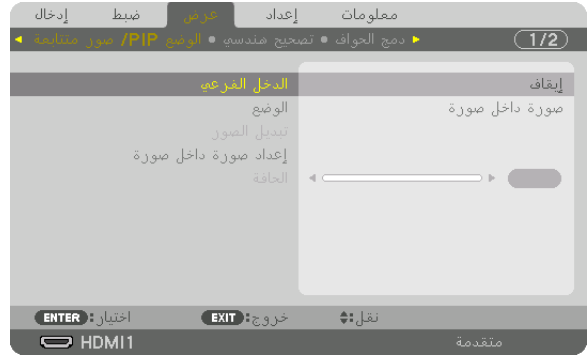 إدخال ضبط عرض إعداد معلومات
الوضع PIP/ صور متتابعة ● تصحيح هندسي ● دمج الحواف 1/2
الدخل الفرعي إيقاف
الوضع صورة داخل صورة
تبديل الصور
إعداد صورة داخل صورة
الحافة
ENTER :اختيار EXIT :خروج نقل:
HDMI1 متقدمة